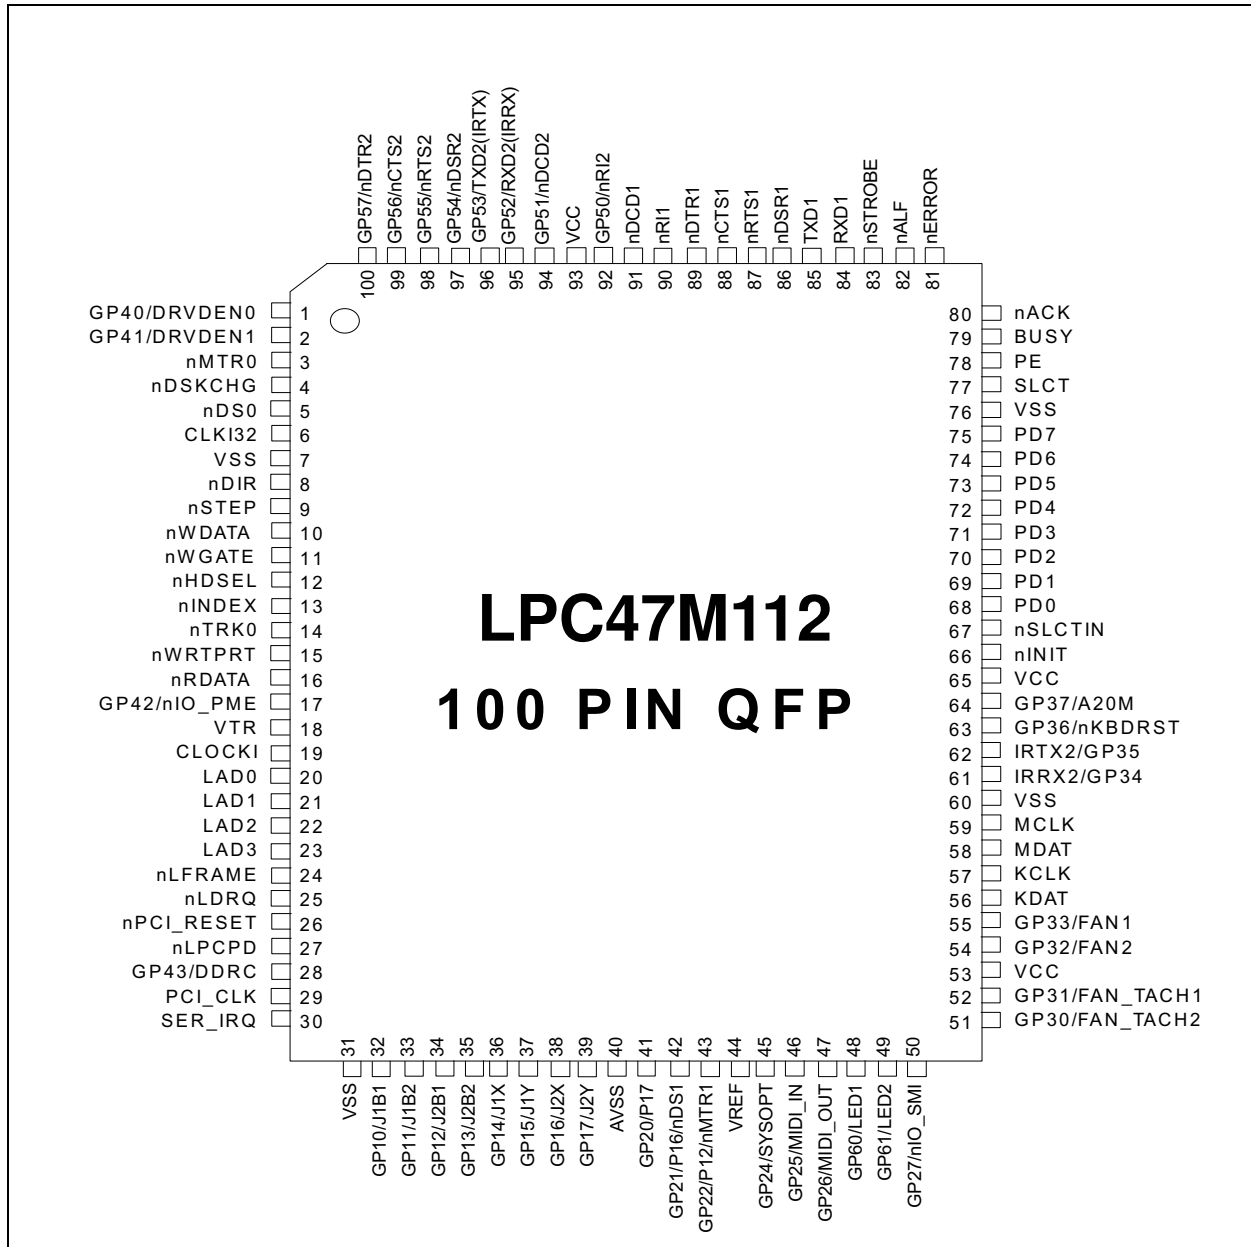 GP57/nDTR2
GP56/nCTS2
GP55/nRTS2
GP54/nDSR2
GP53/TXD2(IRTX)
GP52/RXD2(IRRX)
GP51/nDCD2
VCC
GP50/nRI2
nDCD1
nRI1
nDTR1
nCTS1
nRTS1
nDSR1
TXD1
RXD1
nSTROBE
nALF
nERROR
100
99
98
97
96
95
94
93
92
91
90
89
88
87
86
85
84
83
82
81
GP40/DRVDEN0 1
GP41/DRVDEN1 2
nMTR0 3
nDSKCHG 4
nDS0 5
CLKI32 6
VSS 7
nDIR 8
nSTEP 9
nWDATA 10
nWGATE 11
nHDSEL 12
nINDEX 13
nTRK0 14
nWRTPRT 15
nRDATA 16
GP42/nIO_PME 17
VTR 18
CLOCKI 19
LAD0 20
LAD1 21
LAD2 22
LAD3 23
nLFRAME 24
nLDRQ 25
nPCI_RESET 26
nLPCPD 27
GP43/DDRC 28
PCI_CLK 29
SER_IRQ 30
LPC47M112
100 PIN QFP
80 nACK
79 BUSY
78 PE
77 SLCT
76 VSS
75 PD7
74 PD6
73 PD5
72 PD4
71 PD3
70 PD2
69 PD1
68 PD0
67 nSLCTIN
66 nINIT
65 VCC
64 GP37/A20M
63 GP36/nKBDRST
62 IRTX2/GP35
61 IRRX2/GP34
60 VSS
59 MCLK
58 MDAT
57 KCLK
56 KDAT
55 GP33/FAN1
54 GP32/FAN2
53 VCC
52 GP31/FAN_TACH1
51 GP30/FAN_TACH2
31
32
33
34
35
36
37
38
39
40
41
42
43
44
45
46
47
48
49
50
VSS
GP10/J1B1
GP11/J1B2
GP12/J2B1
GP13/J2B2
GP14/J1X
GP15/J1Y
GP16/J2X
GP17/J2Y
AVSS
GP20/P17
GP21/P16/nDS1
GP22/P12/nMTR1
VREF
GP24/SYSOPT
GP25/MIDI_IN
GP26/MIDI_OUT
GP60/LED1
GP61/LED2
GP27/nIO_SMI